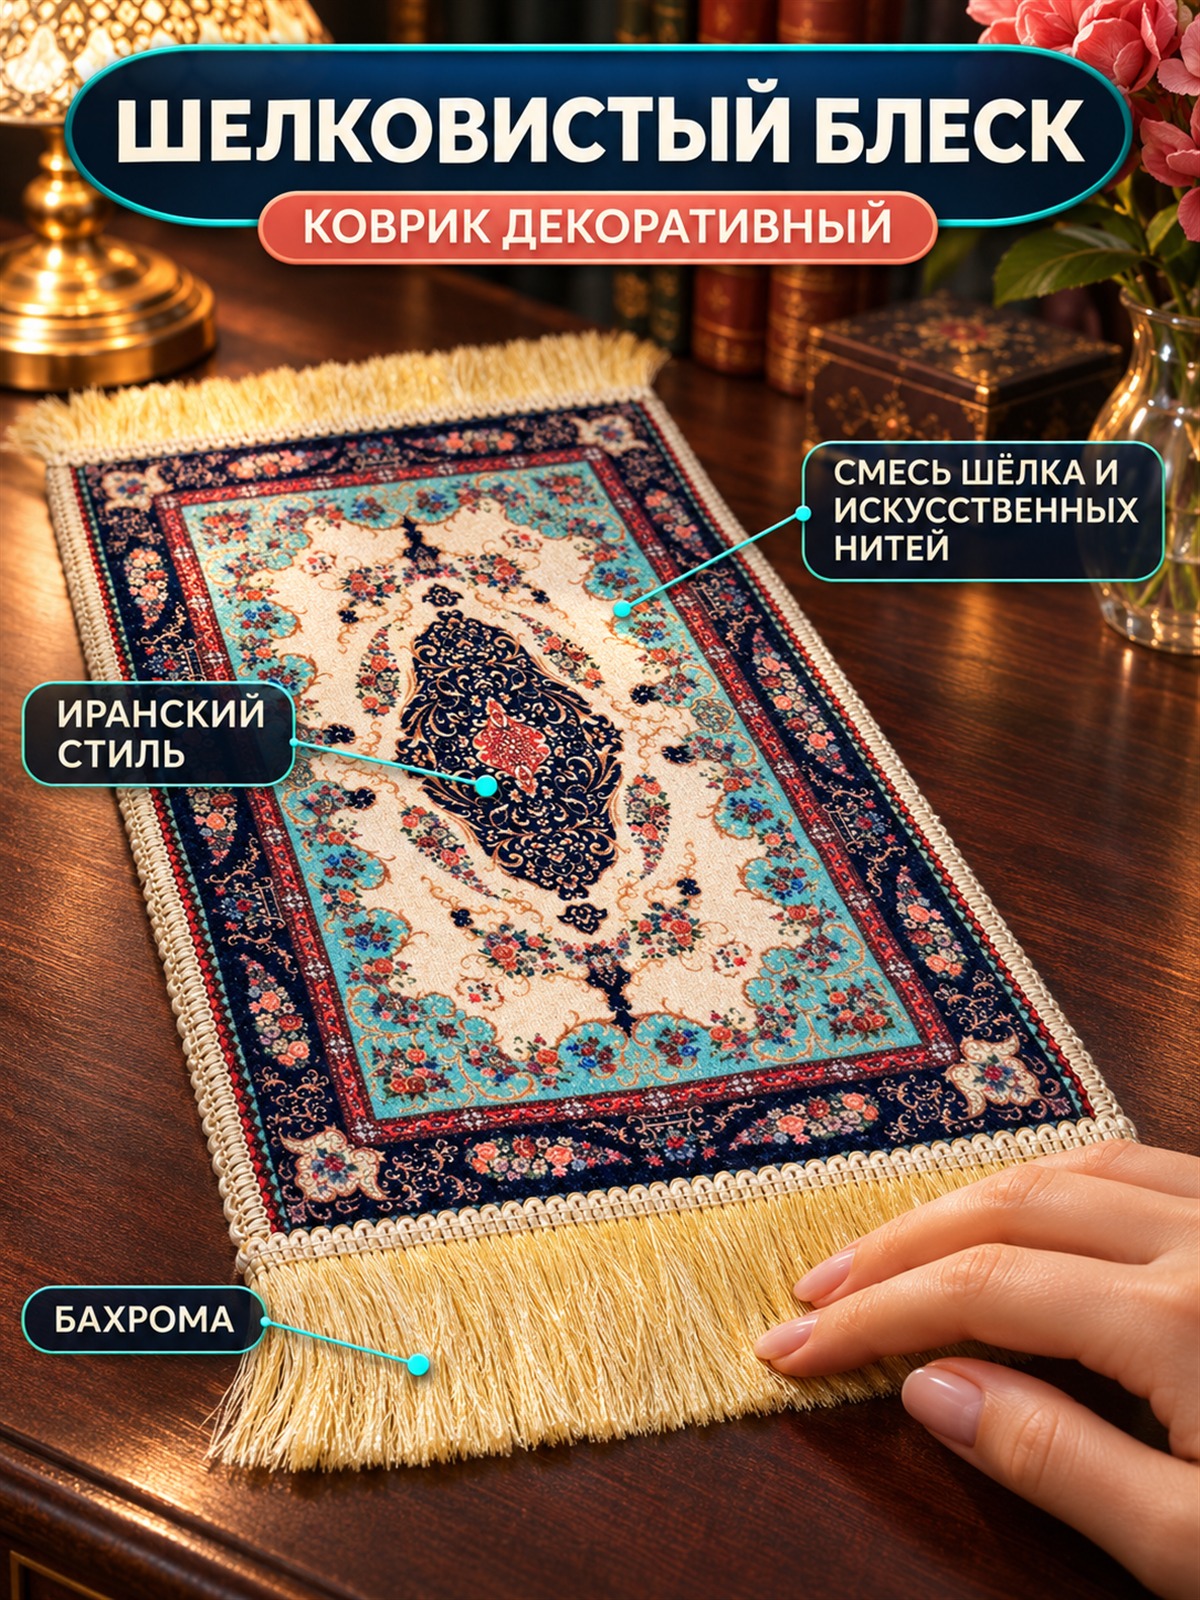 ШЕЛКОВИСТЫЙ БЛЕСК
КОВРИК ДЕКОРАТИВНЫЙ
СМЕСЬ ШЁЛКА И
ИСКУССТВЕННЫХ
НИТЕЙ
ИРАНСКИЙ
СТИЛЬ
БАХРОМА